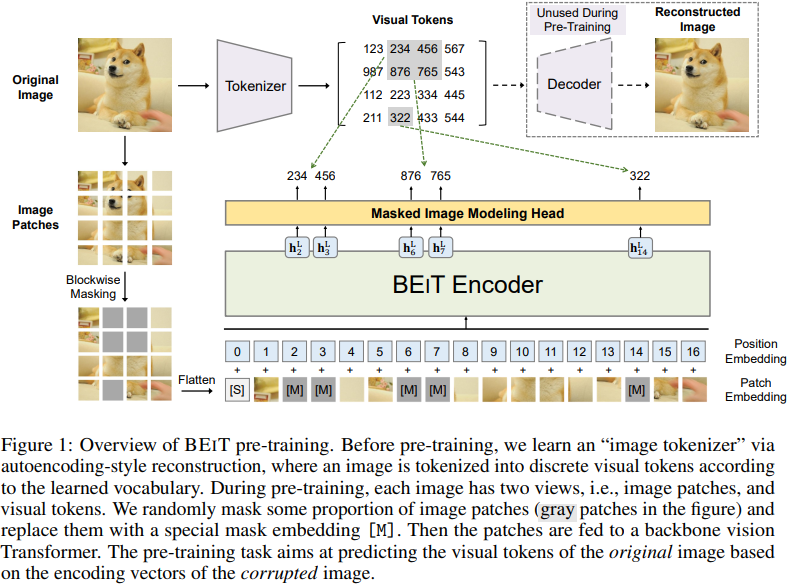 Visual Tokens
Unused During
Pre-Training
Reconstructed
Image
Original
Image
Tokenizer
123 234 456 567
987 876 765 543
112 223 334 445
211 322 433 544
Decoder
234 456 876 765 322
Image
Patches
Masked Image Modeling Head
h₂ᴸ h₃ᴸ h₆ᴸ h₇ᴸ h₁₄ᴸ
BEIT Encoder
Blockwise
Masking
Flatten
0 1 2 3 4 5 6 7 8 9 10 11 12 13 14 15 16
Position
Embedding
+ + + + + + + + + + + + + + + + +
[S] [M] [M] [M] [M] [M]
Patch
Embedding
Figure 1: Overview of BEIT pre-training. Before pre-training, we learn an “image tokenizer” via
autoencoding-style reconstruction, where an image is tokenized into discrete visual tokens according
to the learned vocabulary. During pre-training, each image has two views, i.e., image patches, and
visual tokens. We randomly mask some proportion of image patches (gray patches in the figure) and
replace them with a special mask embedding [M]. Then the patches are fed to a backbone vision
Transformer. The pre-training task aims at predicting the visual tokens of the original image based
on the encoding vectors of the corrupted image.